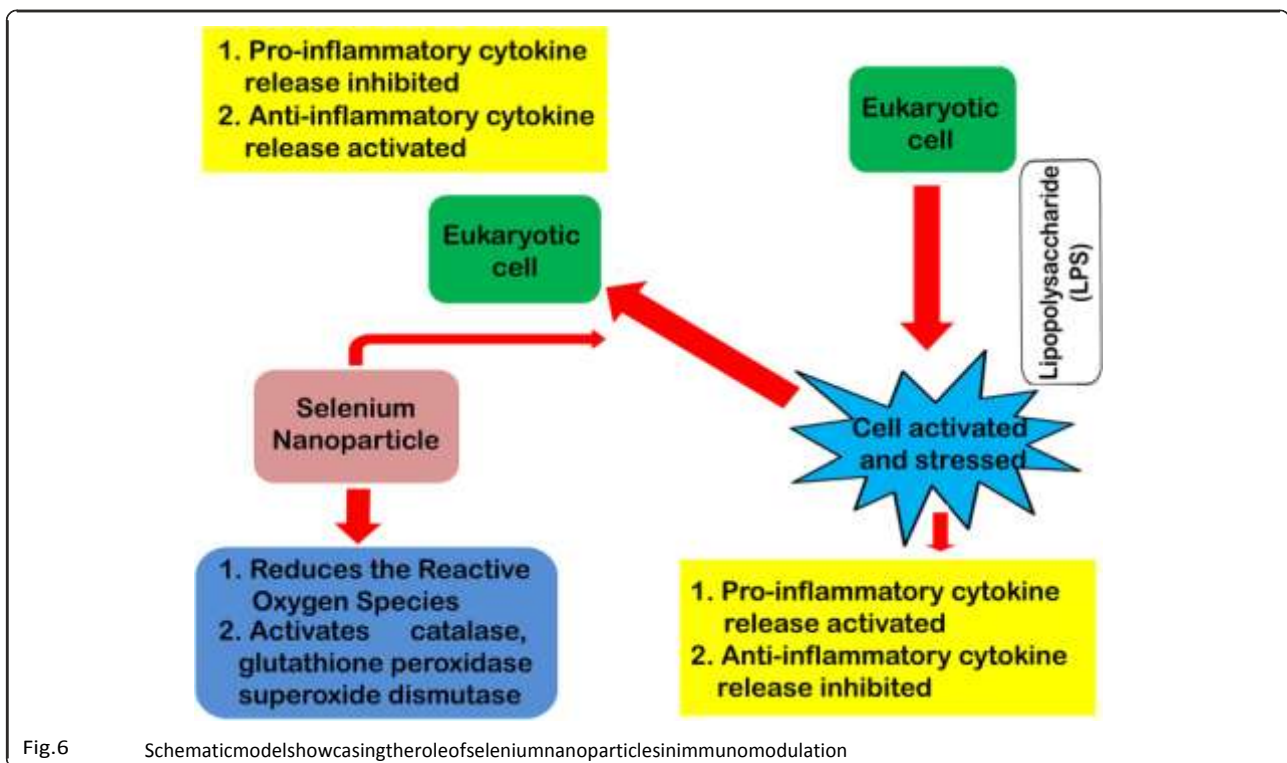 1. Pro-inflammatory cytokine
release inhibited
2. Anti-inflammatory cytokine
release activated
Eukaryotic
cell
Lipopolysaccharide
(LPS)
Eukaryotic
cell
Selenium
Nanoparticle
Cell activated
and stressed
1. Reduces the Reactive
Oxygen Species
2. Activates catalase,
glutathione peroxidase
superoxide dismutase
1. Pro-inflammatory cytokine
release activated
2. Anti-inflammatory cytokine
release inhibited
Fig.6 Schematicmodelshowcasingtheroleofseleniumnanoparticlesinimmunomodulation